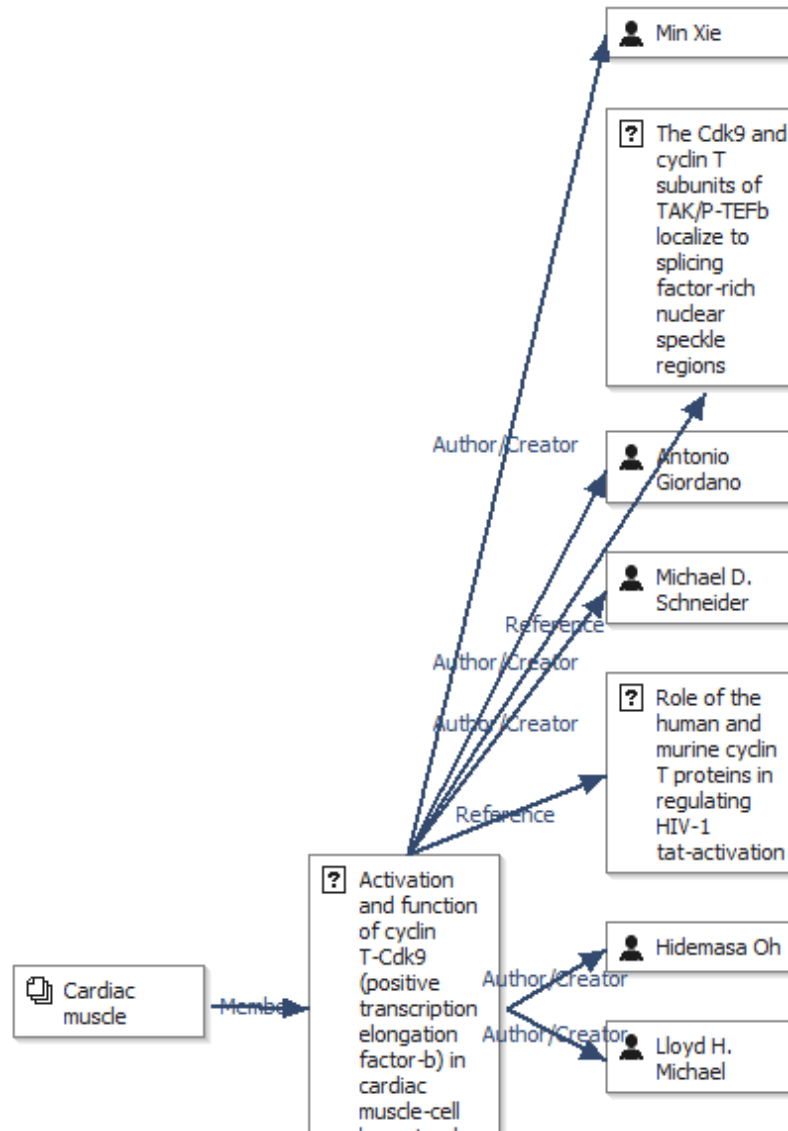 Min Xie
The Cdk9 and
cyclin T
subunits of
TAK/P-TEFb
localize to
splicing
factor-rich
nuclear
speckle
regions
Author/Creator
Antonio
Giordano
Michael D.
Schneider
Reference
Author/Creator
Author/Creator
Role of the
human and
murine cyclin
T proteins in
regulating
HIV-1
tat-activation
Reference
Activation
and function
of cyclin
T-Cdk9
(positive
transcription
elongation
factor-b) in
cardiac
muscle-cell
Hidemasa Oh
Author/Creator
Cardiac
muscle
Member
Author/Creator
Lloyd H.
Michael